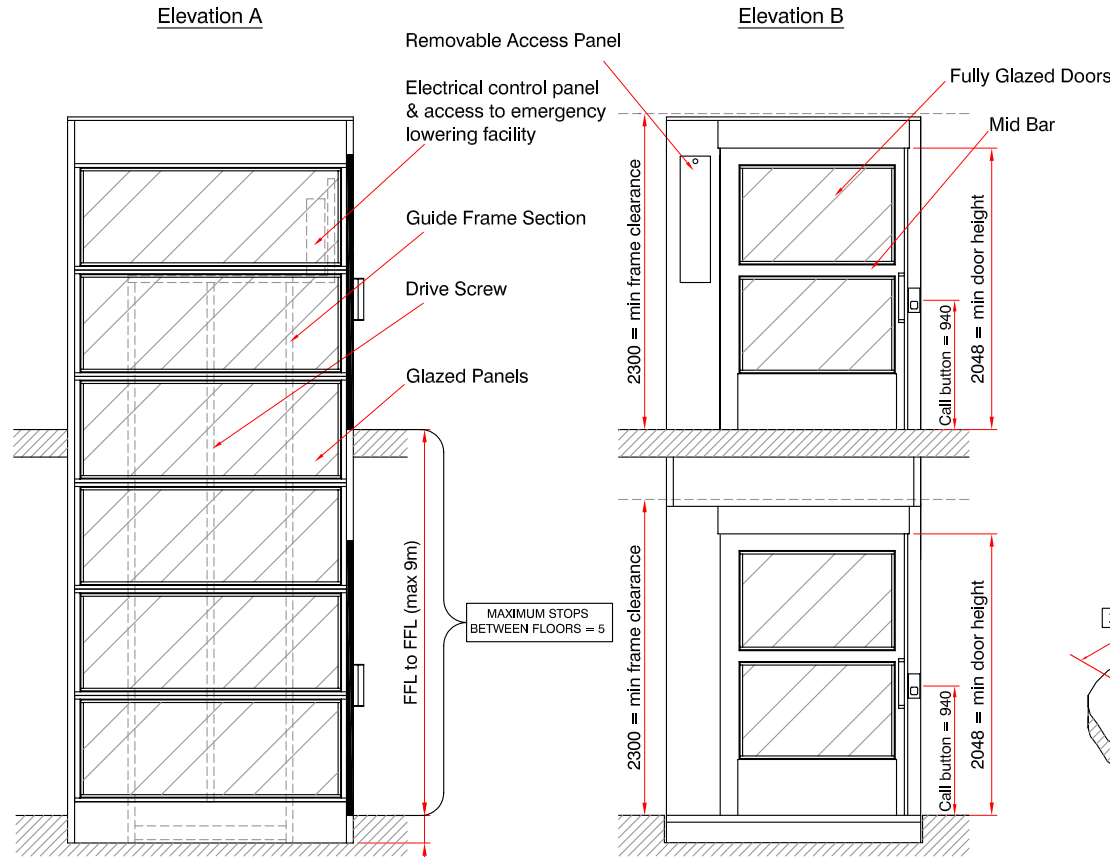 Elevation A
Elevation B
Removable Access Panel
Electrical control panel
& access to emergency
lowering facility
Guide Frame Section
Drive Screw
Glazed Panels
Fully Glazed Doors
Mid Bar
2300 = min frame clearance
Call button = 940
2048 = min door height
FFL to FFL (max 9m)
MAXIMUM STOPS
BETWEEN FLOORS = 5
2300 = min frame clearance
Call button = 940
2048 = min door height